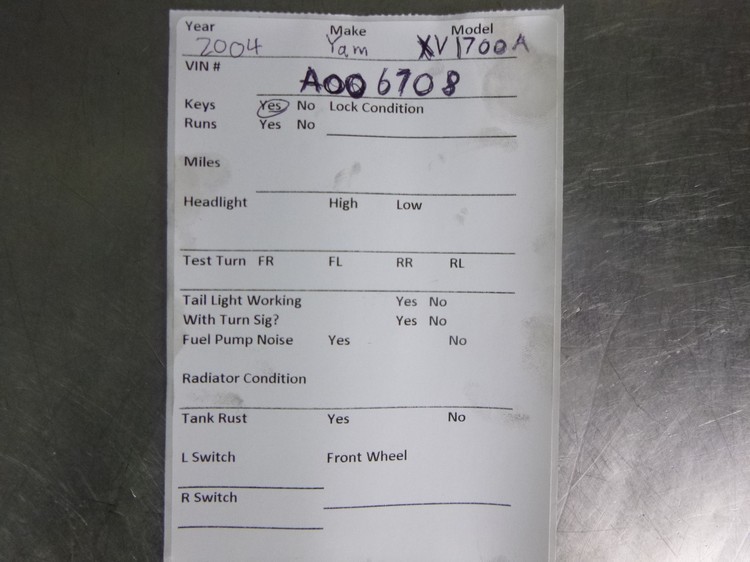 Year Make Model
2004 Yam XV1700A
VIN #
A006708
Keys Yes No Lock Condition
Runs Yes No
Miles
Headlight High Low
Test Turn FR FL RR RL
Tail Light Working Yes No
With Turn Sig? Yes No
Fuel Pump Noise Yes No
Radiator Condition
Tank Rust Yes No
L Switch Front Wheel
R Switch